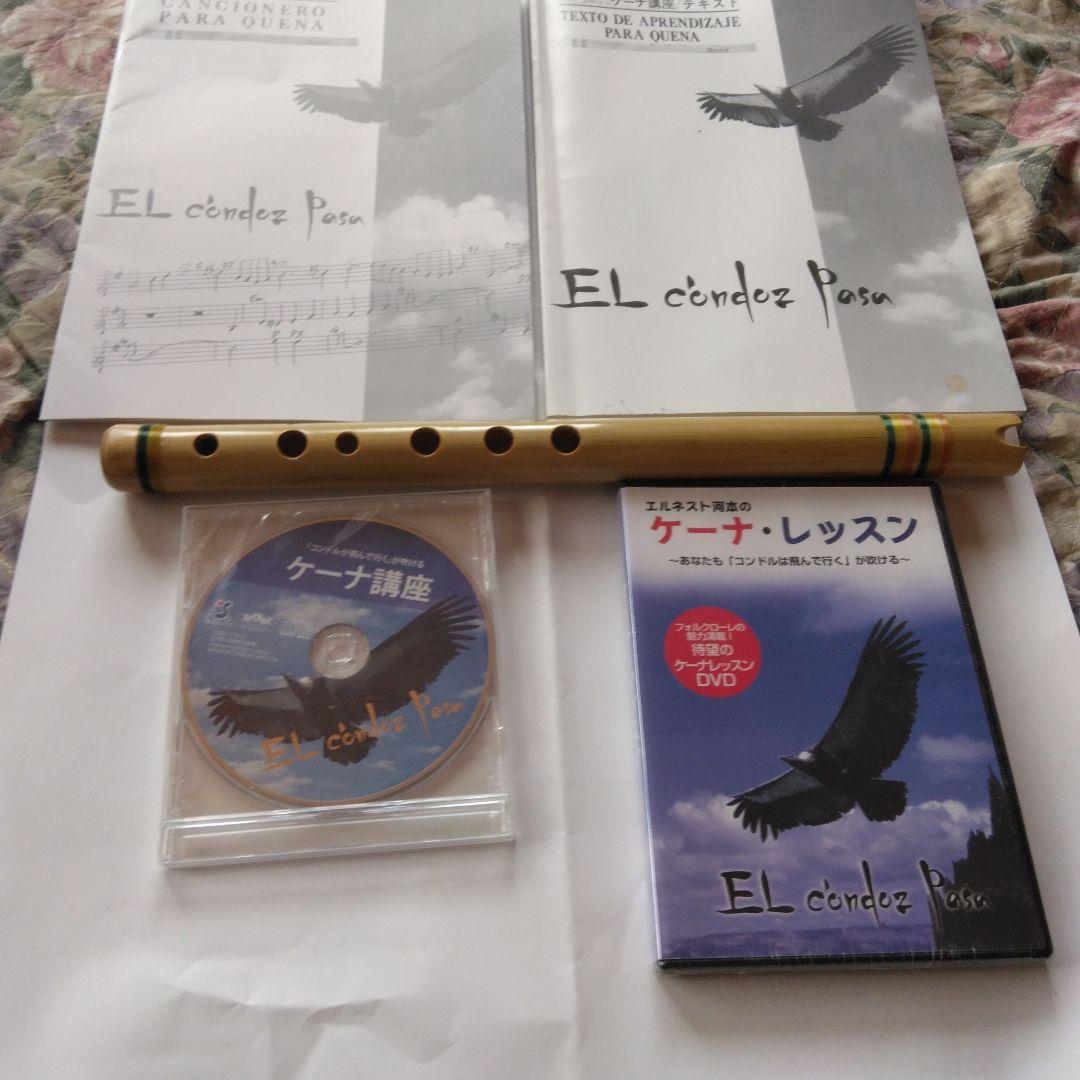 CANCIONERO
PARA QUENA
EL cóndoz Pasa
ケーナ講座/テキスト
TEXTO DE APRENDIZAJE
PARA QUENA
EL cóndoz Pasa
「コンドルが飛んで行く」が吹ける
ケーナ講座
EL cóndoz Pasa
エルネスト河本の
ケーナ・レッスン
～あなたも「コンドルは飛んで行く」が吹ける～
フォルクローレの
魅力満載！
待望の
ケーナレッスン
DVD
EL cóndoz Pasa